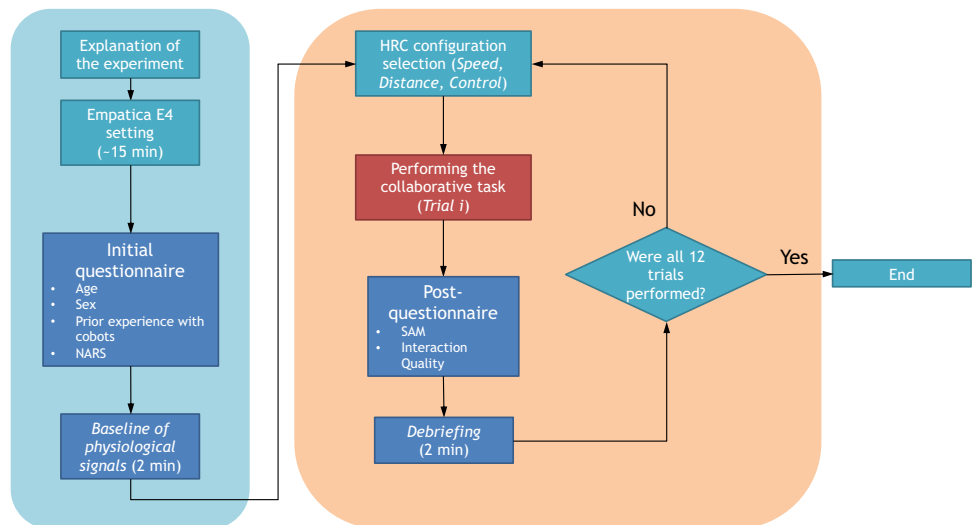 Explanation of
the experiment
Empatica E4
setting
(~15 min)
Initial
questionnaire
• Age
• Sex
• Prior experience with
cobots
• NARS
Baseline of
physiological
signals (2 min)
HRC configuration
selection (Speed,
Distance, Control)
Performing the
collaborative task
(Trial i)
Post-
questionnaire
• SAM
• Interaction
Quality
Debriefing
(2 min)
No
Were all 12
trials
performed?
Yes
End